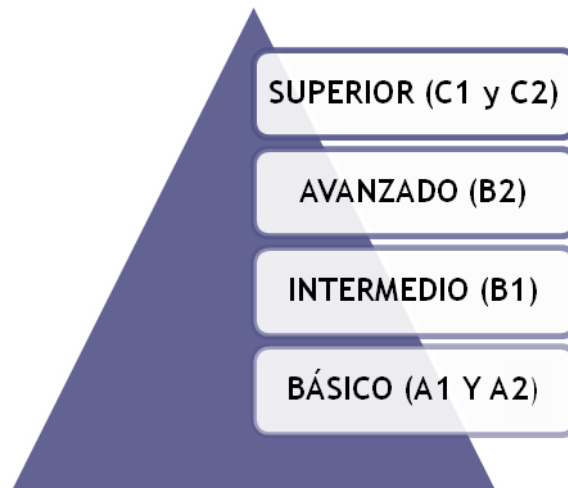 SUPERIOR (C1 y C2)
AVANZADO (B2)
INTERMEDIO (B1)
BÁSICO (A1 Y A2)